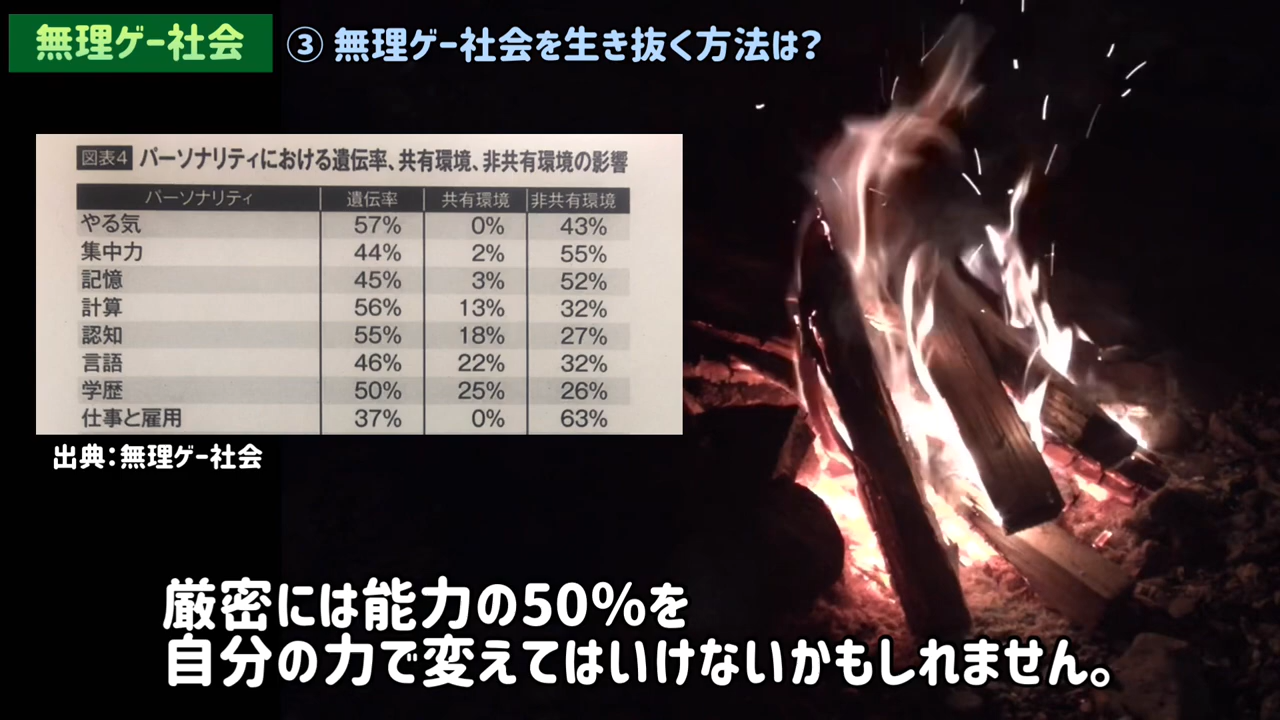 無理ゲー社会
③ 無理ゲー社会を生き抜く方法は?
図表4 パーソナリティにおける遺伝率、共有環境、非共有環境の影響
パーソナリティ 遺伝率 共有環境 非共有環境
やる気 57% 0% 43%
集中力 44% 2% 55%
記憶 45% 3% 52%
計算 56% 13% 32%
認知 55% 18% 27%
言語 46% 22% 32%
学歴 50% 25% 26%
仕事と雇用 37% 0% 63%
出典:無理ゲー社会
厳密には能力の50%を
自分の力で変えてはいけないかもしれません。